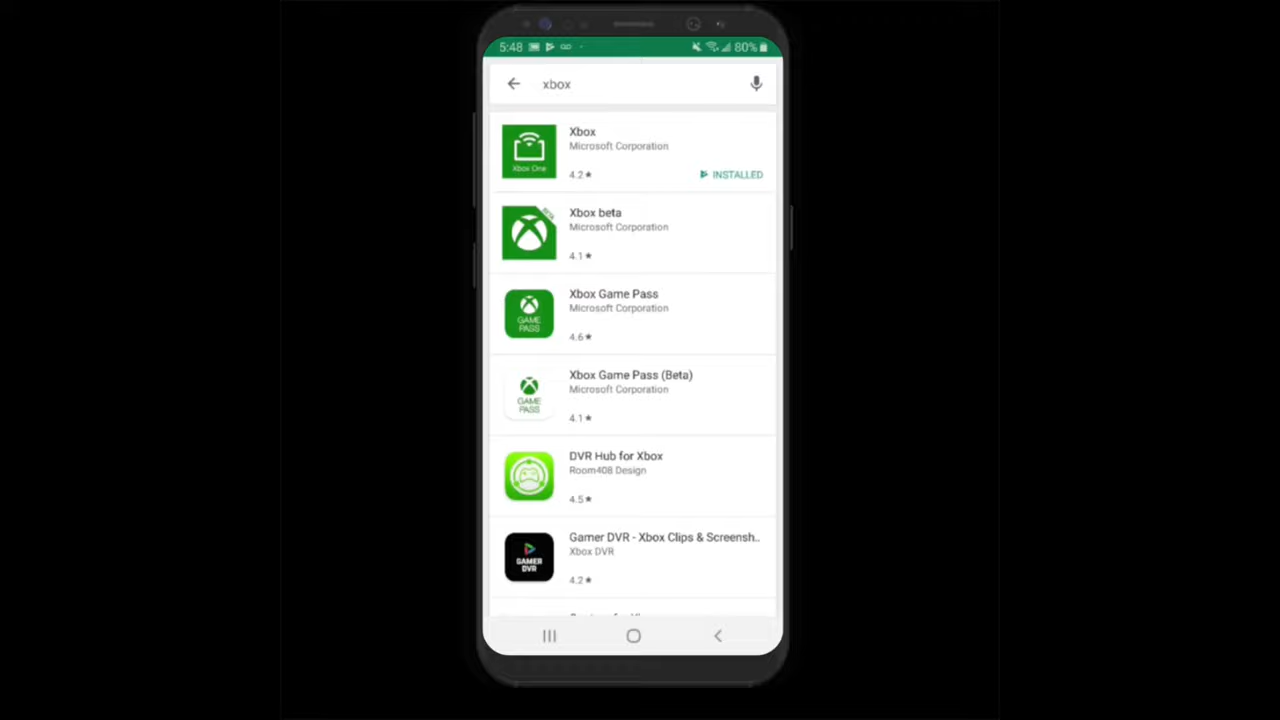 5:48
80%
xbox
Xbox
Microsoft Corporation
Xbox One
4.2★
INSTALLED
Xbox beta
Microsoft Corporation
BETA
4.1★
Xbox Game Pass
Microsoft Corporation
GAME
PASS
4.6★
Xbox Game Pass (Beta)
Microsoft Corporation
GAME
PASS
4.1★
DVR Hub for Xbox
Room408 Design
4.5★
Gamer DVR - Xbox Clips & Screensh..
Xbox DVR
GAMER
DVR
4.2★